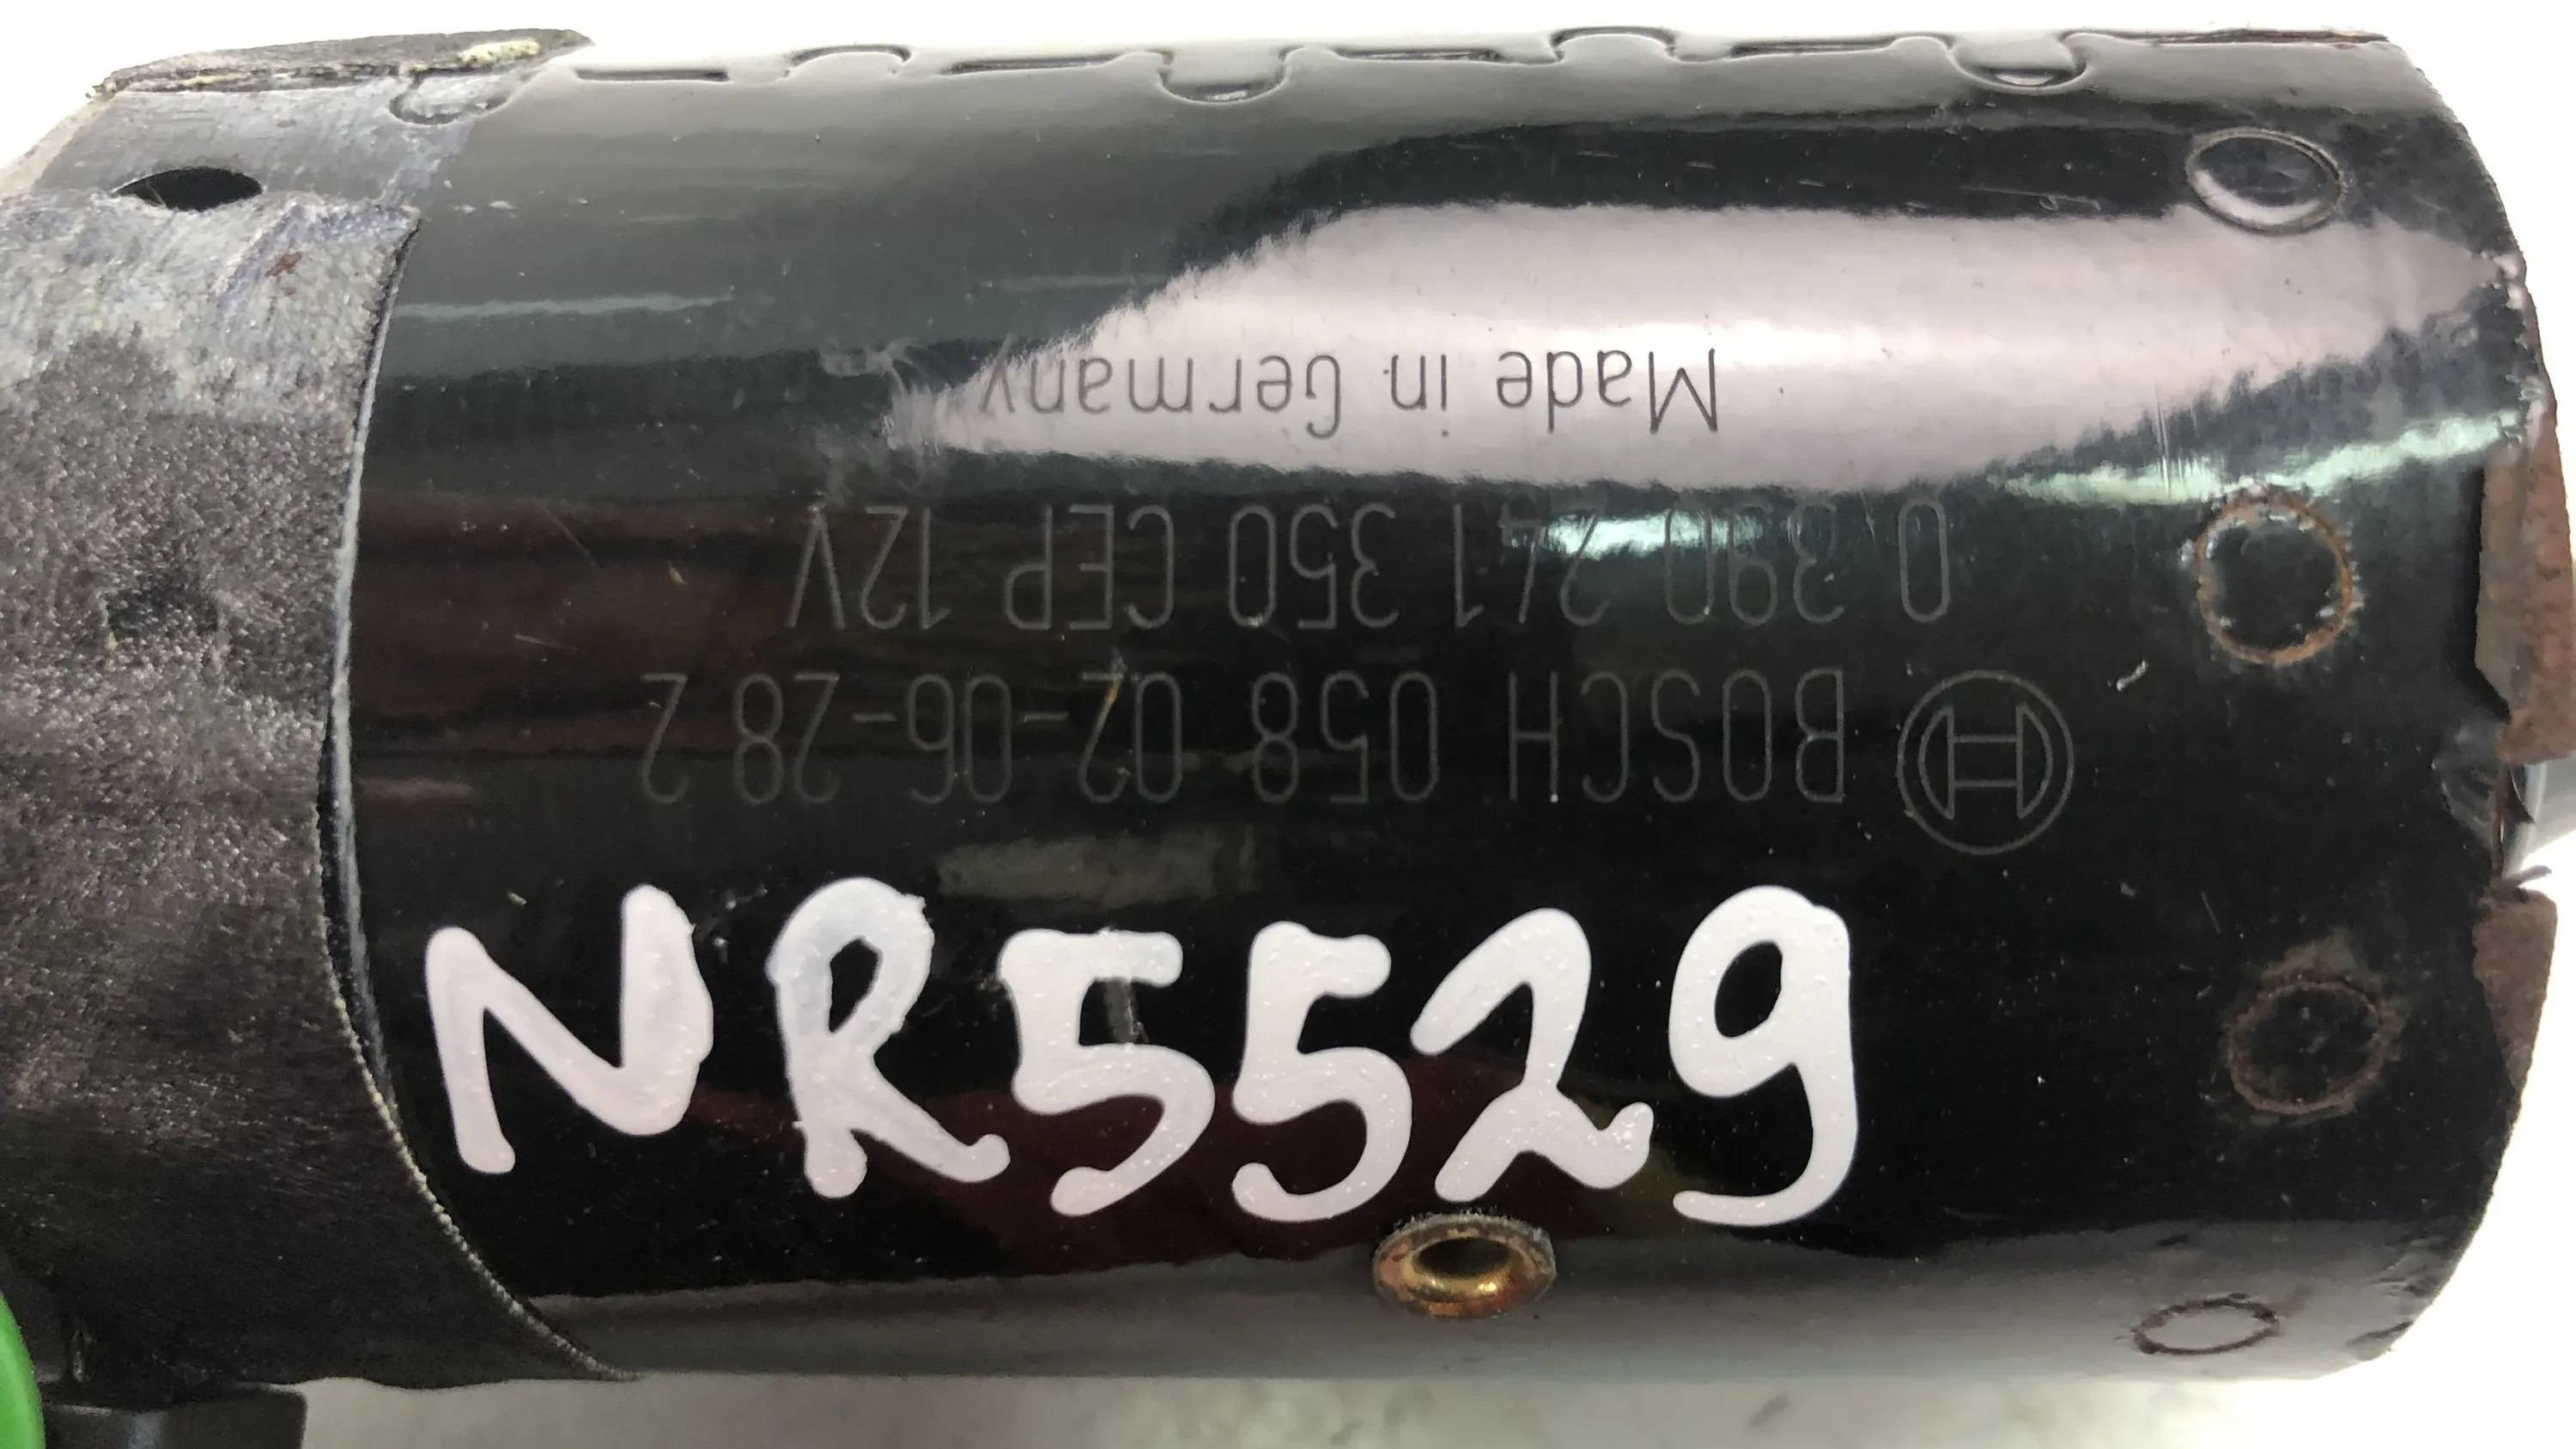 BOSCH 058 02-06-28 2
0 390 241 350 CEP 12V
Made in Germany
NR5529